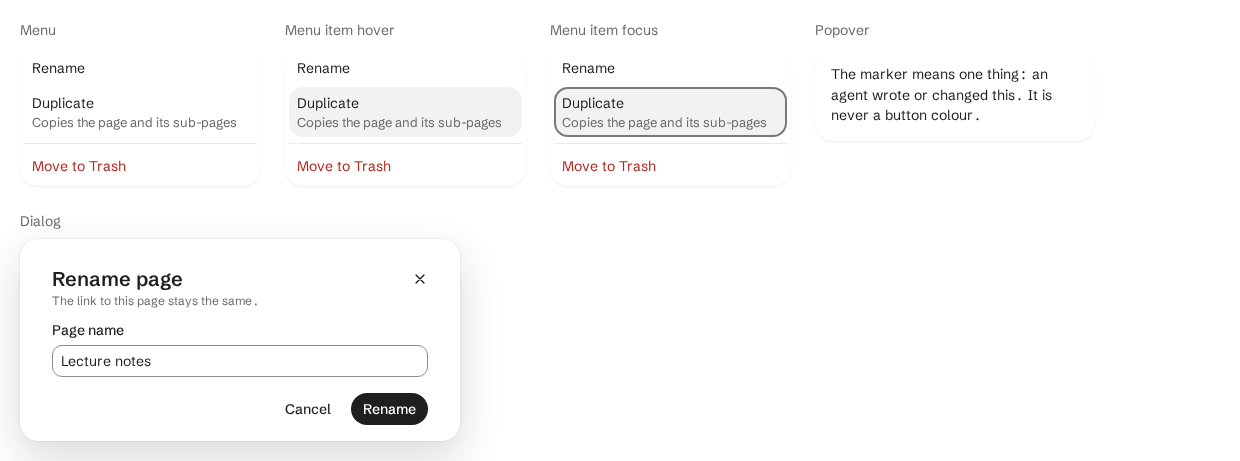 Menu
Rename
Duplicate
Copies the page and its sub-pages
Move to Trash
Menu item hover
Rename
Duplicate
Copies the page and its sub-pages
Move to Trash
Menu item focus
Rename
Duplicate
Copies the page and its sub-pages
Move to Trash
Popover
The marker means one thing: an
agent wrote or changed this. It is
never a button colour.
Dialog
Rename page
The link to this page stays the same.
Page name
Lecture notes
Cancel
Rename